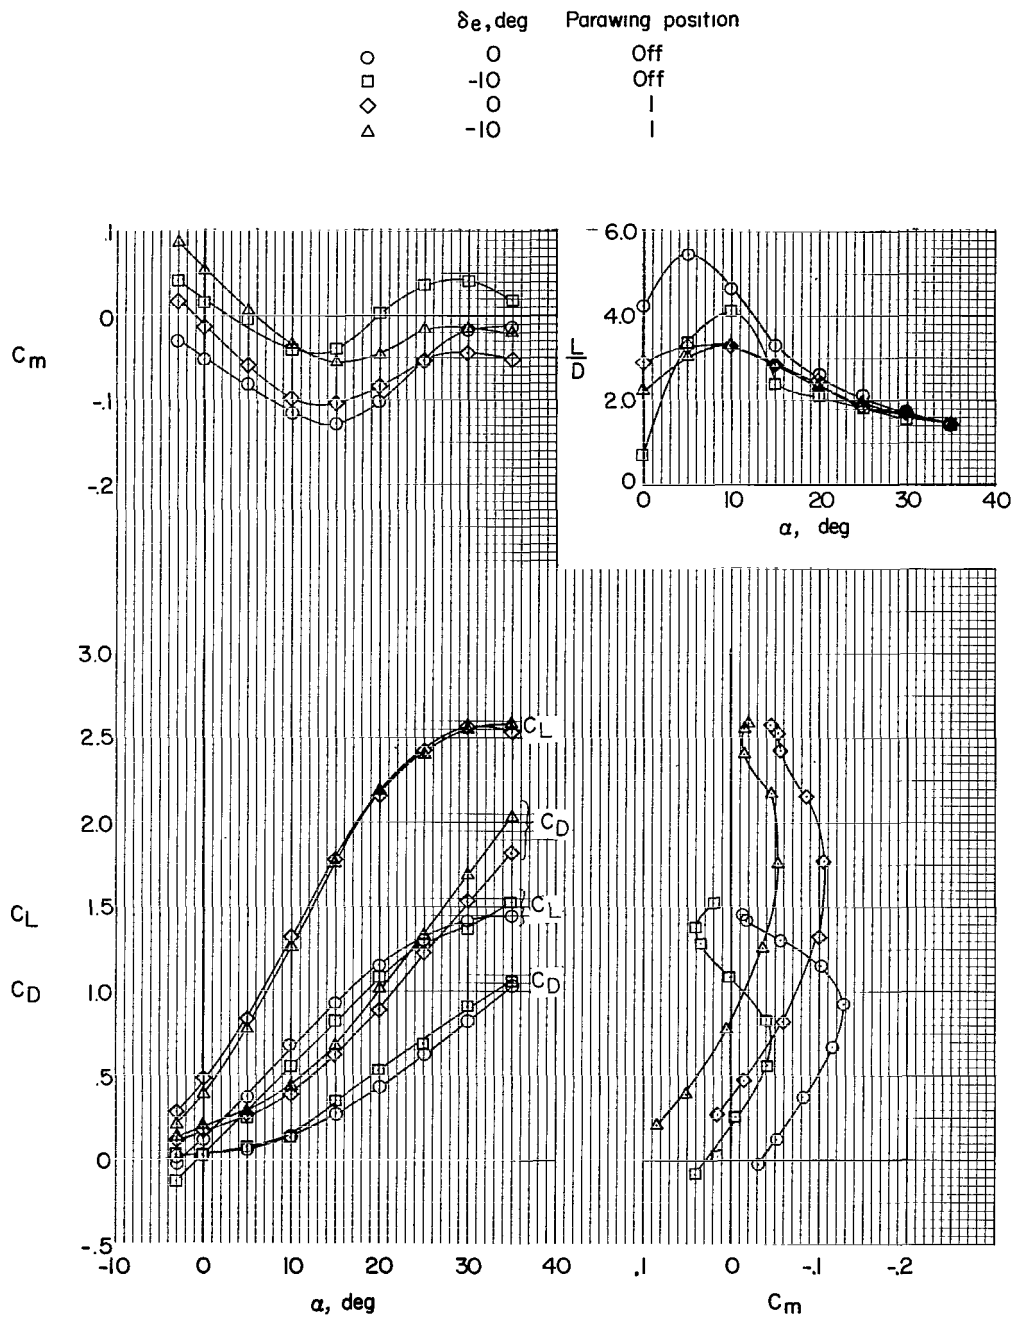 δe, deg Parawing position
0 Off
-10 Off
0 1
-10 1
.1
0
-.1
-.2
Cm
6.0
4.0
2.0
0
L/D
0 10 20 30 40
α, deg
3.0
2.5
2.0
1.5
1.0
.5
0
-.5
CL
CD
CL
CD
CL
CD
-10 0 10 20 30 40
α, deg
.1 0 -.1 -.2
Cm